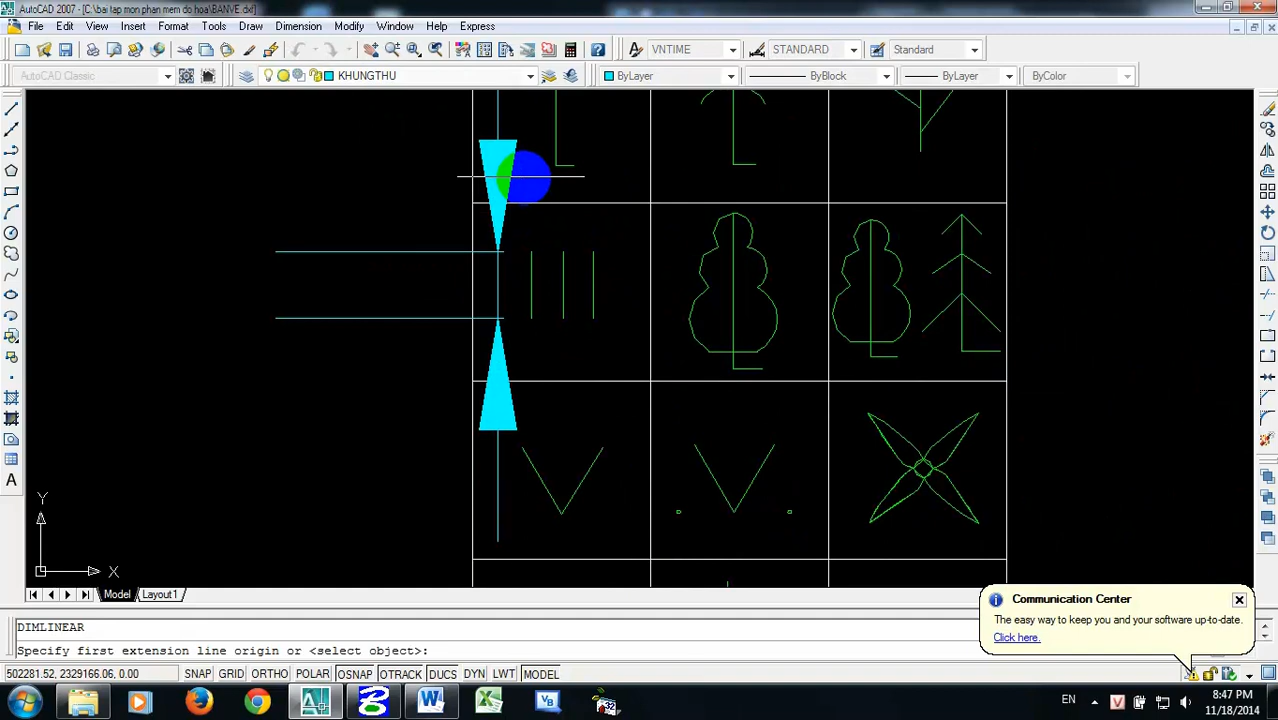 AutoCAD 2007 - [C:\bai tap mon phan mem do hoa\BANVE.dxf]
File Edit View Insert Format Tools Draw Dimension Modify Window Help Express
VNTIME STANDARD Standard
AutoCAD Classic KHUNGTHU ByLayer ByBlock ByLayer ByColor
Y
X
Model Layout1
Communication Center
The easy way to keep you and your software up-to-date.
Click here.
DIMLINEAR
Specify first extension line origin or <select object>:
502281.52, 2329166.06, 0.00 SNAP GRID ORTHO POLAR OSNAP OTRACK DUCS DYN LWT MODEL
EN 8:47 PM
11/18/2014